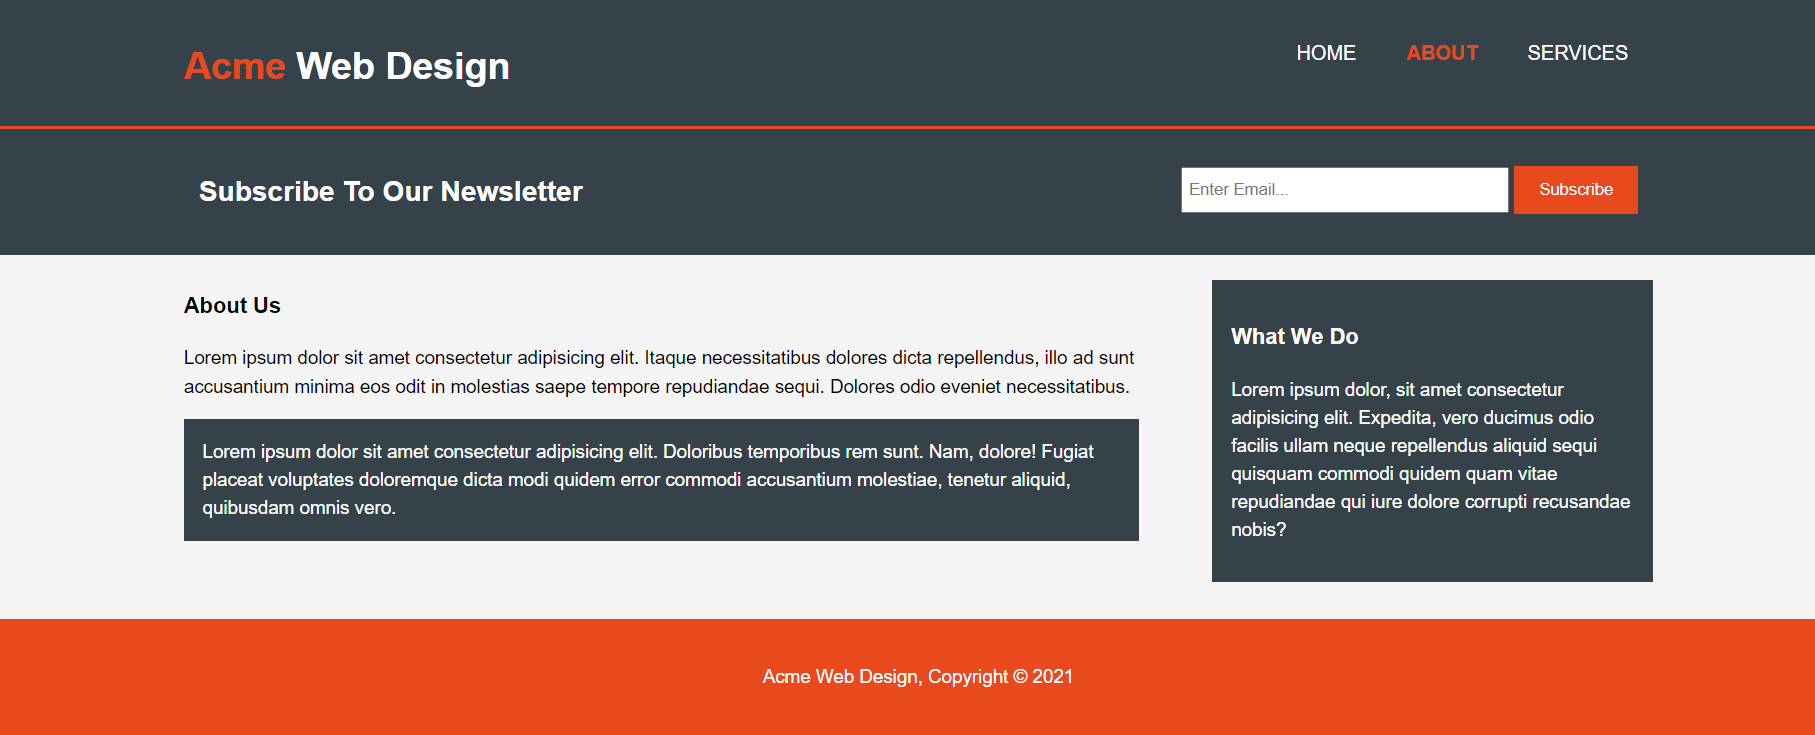 Acme Web Design
HOME ABOUT SERVICES
Subscribe To Our Newsletter
Enter Email...
Subscribe
About Us
Lorem ipsum dolor sit amet consectetur adipisicing elit. Itaque necessitatibus dolores dicta repellendus, illo ad sunt
accusantium minima eos odit in molestias saepe tempore repudiandae sequi. Dolores odio eveniet necessitatibus.
Lorem ipsum dolor sit amet consectetur adipisicing elit. Doloribus temporibus rem sunt. Nam, dolore! Fugiat
placeat voluptates doloremque dicta modi quidem error commodi accusantium molestiae, tenetur aliquid,
quibusdam omnis vero.
What We Do
Lorem ipsum dolor, sit amet consectetur
adipisicing elit. Expedita, vero ducimus odio
facilis ullam neque repellendus aliquid sequi
quisquam commodi quidem quam vitae
repudiandae qui iure dolore corrupti recusandae
nobis?
Acme Web Design, Copyright © 2021